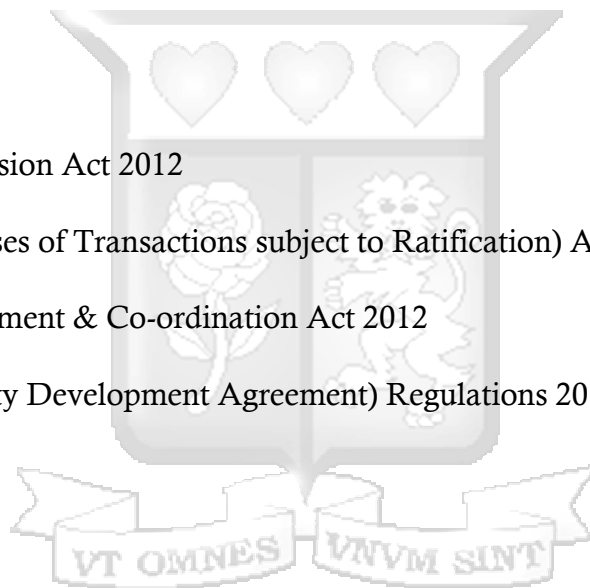 sion Act 2012
ses of Transactions subject to Ratification) A
ment & Co-ordination Act 2012
ty Development Agreement) Regulations 20
VT OMNES VNVM SINT